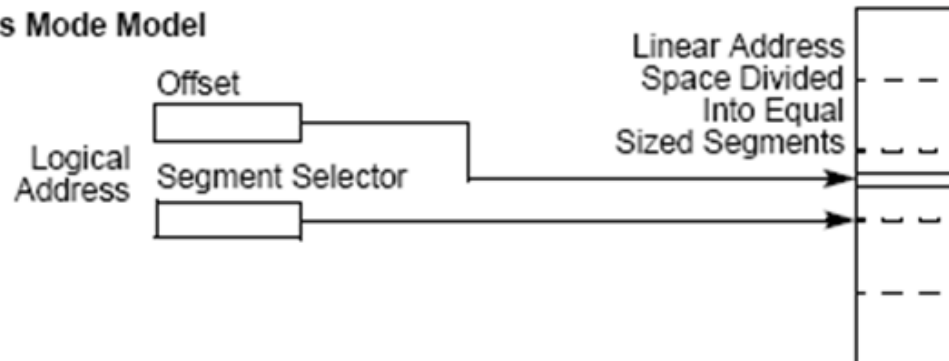 s Mode Model
Offset
Logical
Address
Segment Selector
Linear Address
Space Divided
Into Equal
Sized Segments